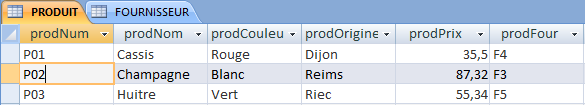 PRODUIT FOURNISSEUR
prodNum prodNom prodCouleu prodOrigine prodPrix prodFour
P01 Cassis Rouge Dijon 35,5 F4
P02 Champagne Blanc Reims 87,32 F3
P03 Huitre Vert Riec 55,34 F5